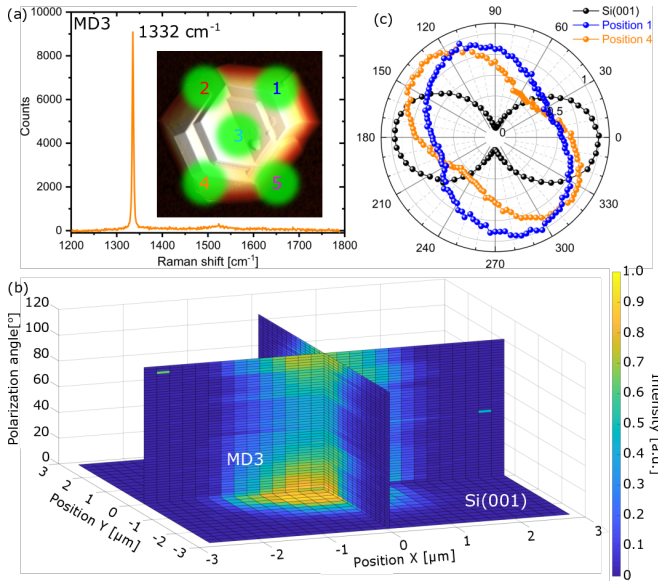 (a)
MD3
1332 cm⁻¹
10000
8000
6000
4000
2000
0
Counts
1200 1300 1400 1500 1600 1700 1800
Raman shift [cm⁻¹]
2 1
3
4 5
(c)
Si(001)
Position 1
Position 4
90
120 60
150 30
180 0
210 330
240 300
270
0 0.5 1
(b)
120
100
80
60
40
20
0
Polarization angle[°]
3 2 1 0 -1 -2 -3
Position Y [µm]
-3 -2 -1 0 1 2 3
Position X [µm]
MD3
Si(001)
1.0
0.9
0.8
0.7
0.6
0.5
0.4
0.3
0.2
0.1
0
Intensity [a.u.]